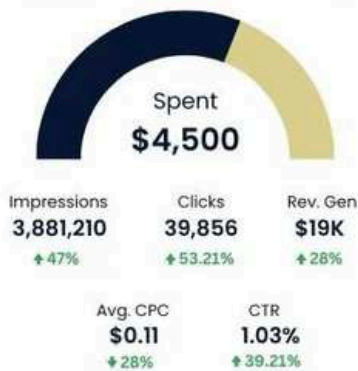 Spent
$4,500
Impressions Clicks Rev. Gen
3,881,210 39,856 $19K
↑47% ↑53.21% ↑28%
Avg. CPC CTR
$0.11 1.03%
↓28% ↑39.21%